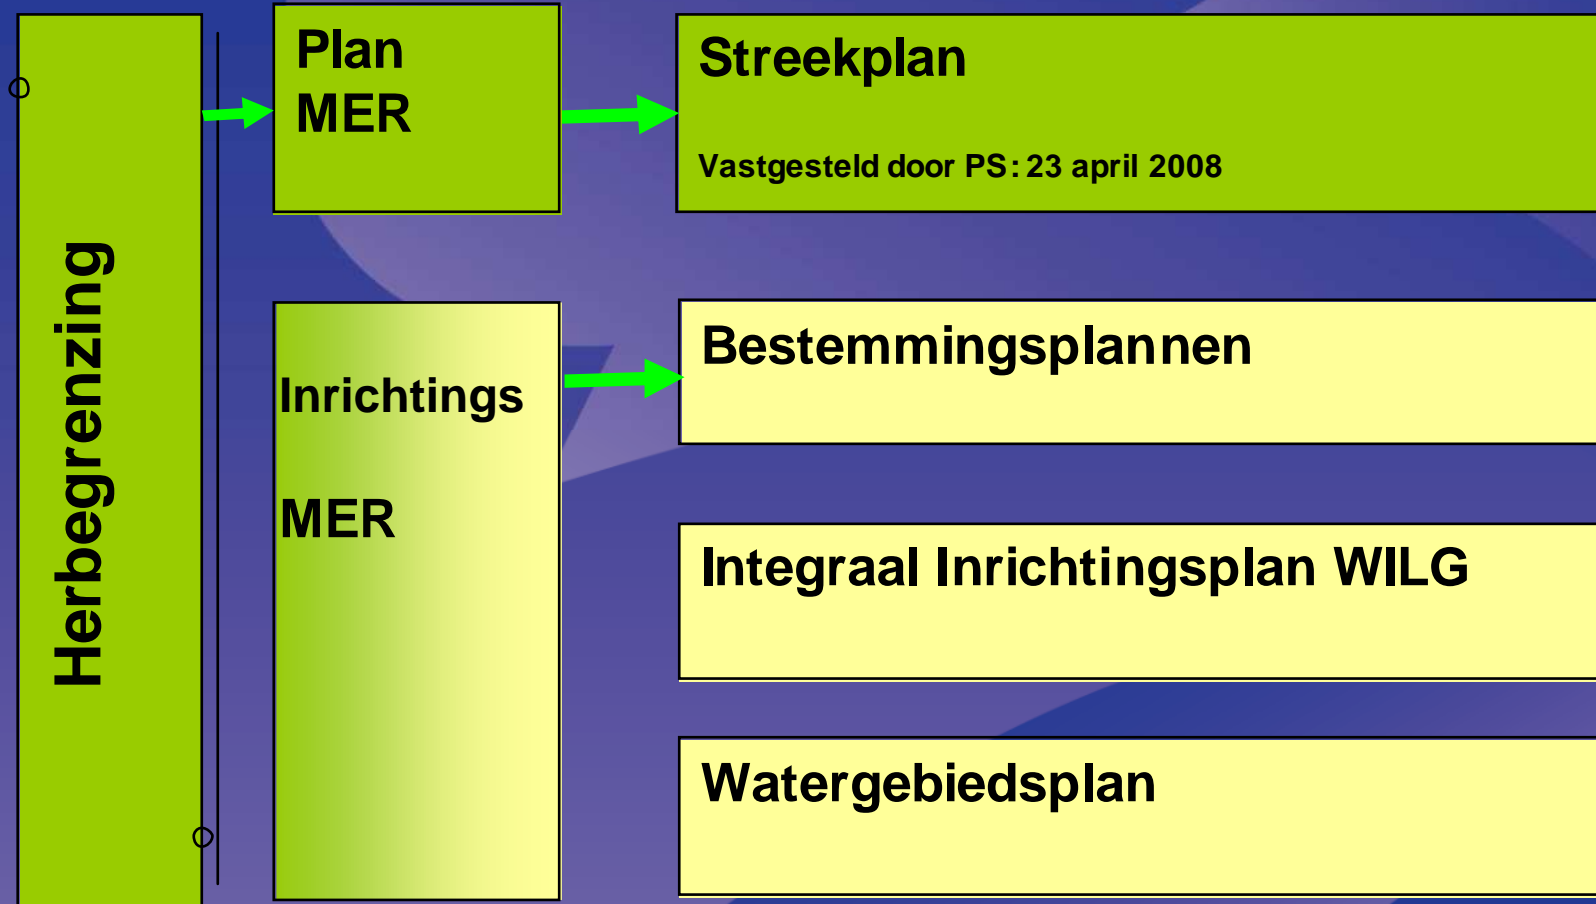 Herbegrenzing
Plan
MER
Streekplan
Vastgesteld door PS: 23 april 2008
Inrichtings
MER
Bestemmingsplannen
Integraal Inrichtingsplan WILG
Watergebiedsplan